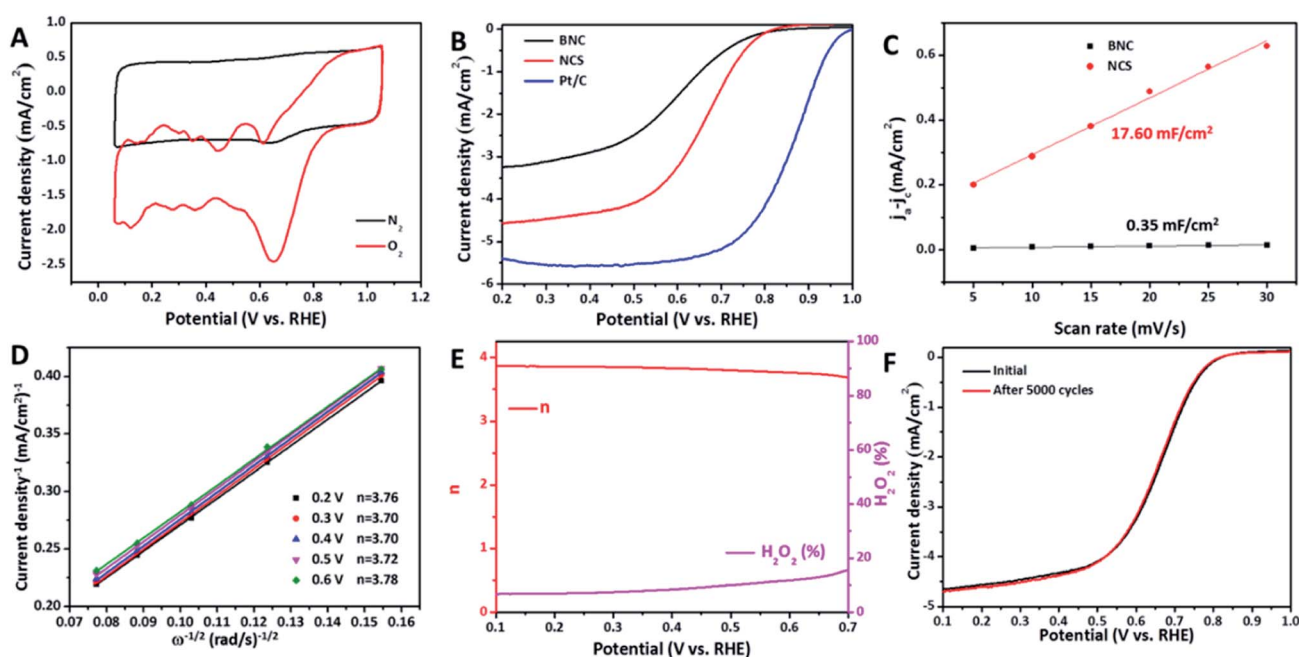 A
Current density (mA/cm²)
1.0
0.5
0.0
-0.5
-1.0
-1.5
-2.0
-2.5
N₂
O₂
0.0 0.2 0.4 0.6 0.8 1.0 1.2
Potential (V vs. RHE)
B
Current density (mA/cm²)
0
-1
-2
-3
-4
-5
-6
BNC
NCS
Pt/C
0.2 0.3 0.4 0.5 0.6 0.7 0.8 0.9 1.0
Potential (V vs. RHE)
C
jₐ-j꜀ (mA/cm²)
0.6
0.4
0.2
0.0
BNC
NCS
17.60 mF/cm²
0.35 mF/cm²
5 10 15 20 25 30
Scan rate (mV/s)
D
Current density⁻¹ (mA/cm²)⁻¹
0.40
0.35
0.30
0.25
0.20
0.2 V n=3.76
0.3 V n=3.70
0.4 V n=3.70
0.5 V n=3.72
0.6 V n=3.78
0.07 0.08 0.09 0.10 0.11 0.12 0.13 0.14 0.15 0.16
ω⁻¹/² (rad/s)⁻¹/²
E
n
4
3
2
1
0
n
H₂O₂ (%)
100
80
60
40
20
0
H₂O₂ (%)
0.1 0.2 0.3 0.4 0.5 0.6 0.7
Potential (V vs. RHE)
F
Current density (mA/cm²)
0
-1
-2
-3
-4
-5
Initial
After 5000 cycles
0.1 0.2 0.3 0.4 0.5 0.6 0.7 0.8 0.9 1.0
Potential (V vs. RHE)